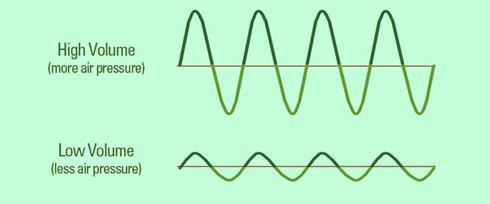 High Volume
(more air pressure)
Low Volume
(less air pressure)